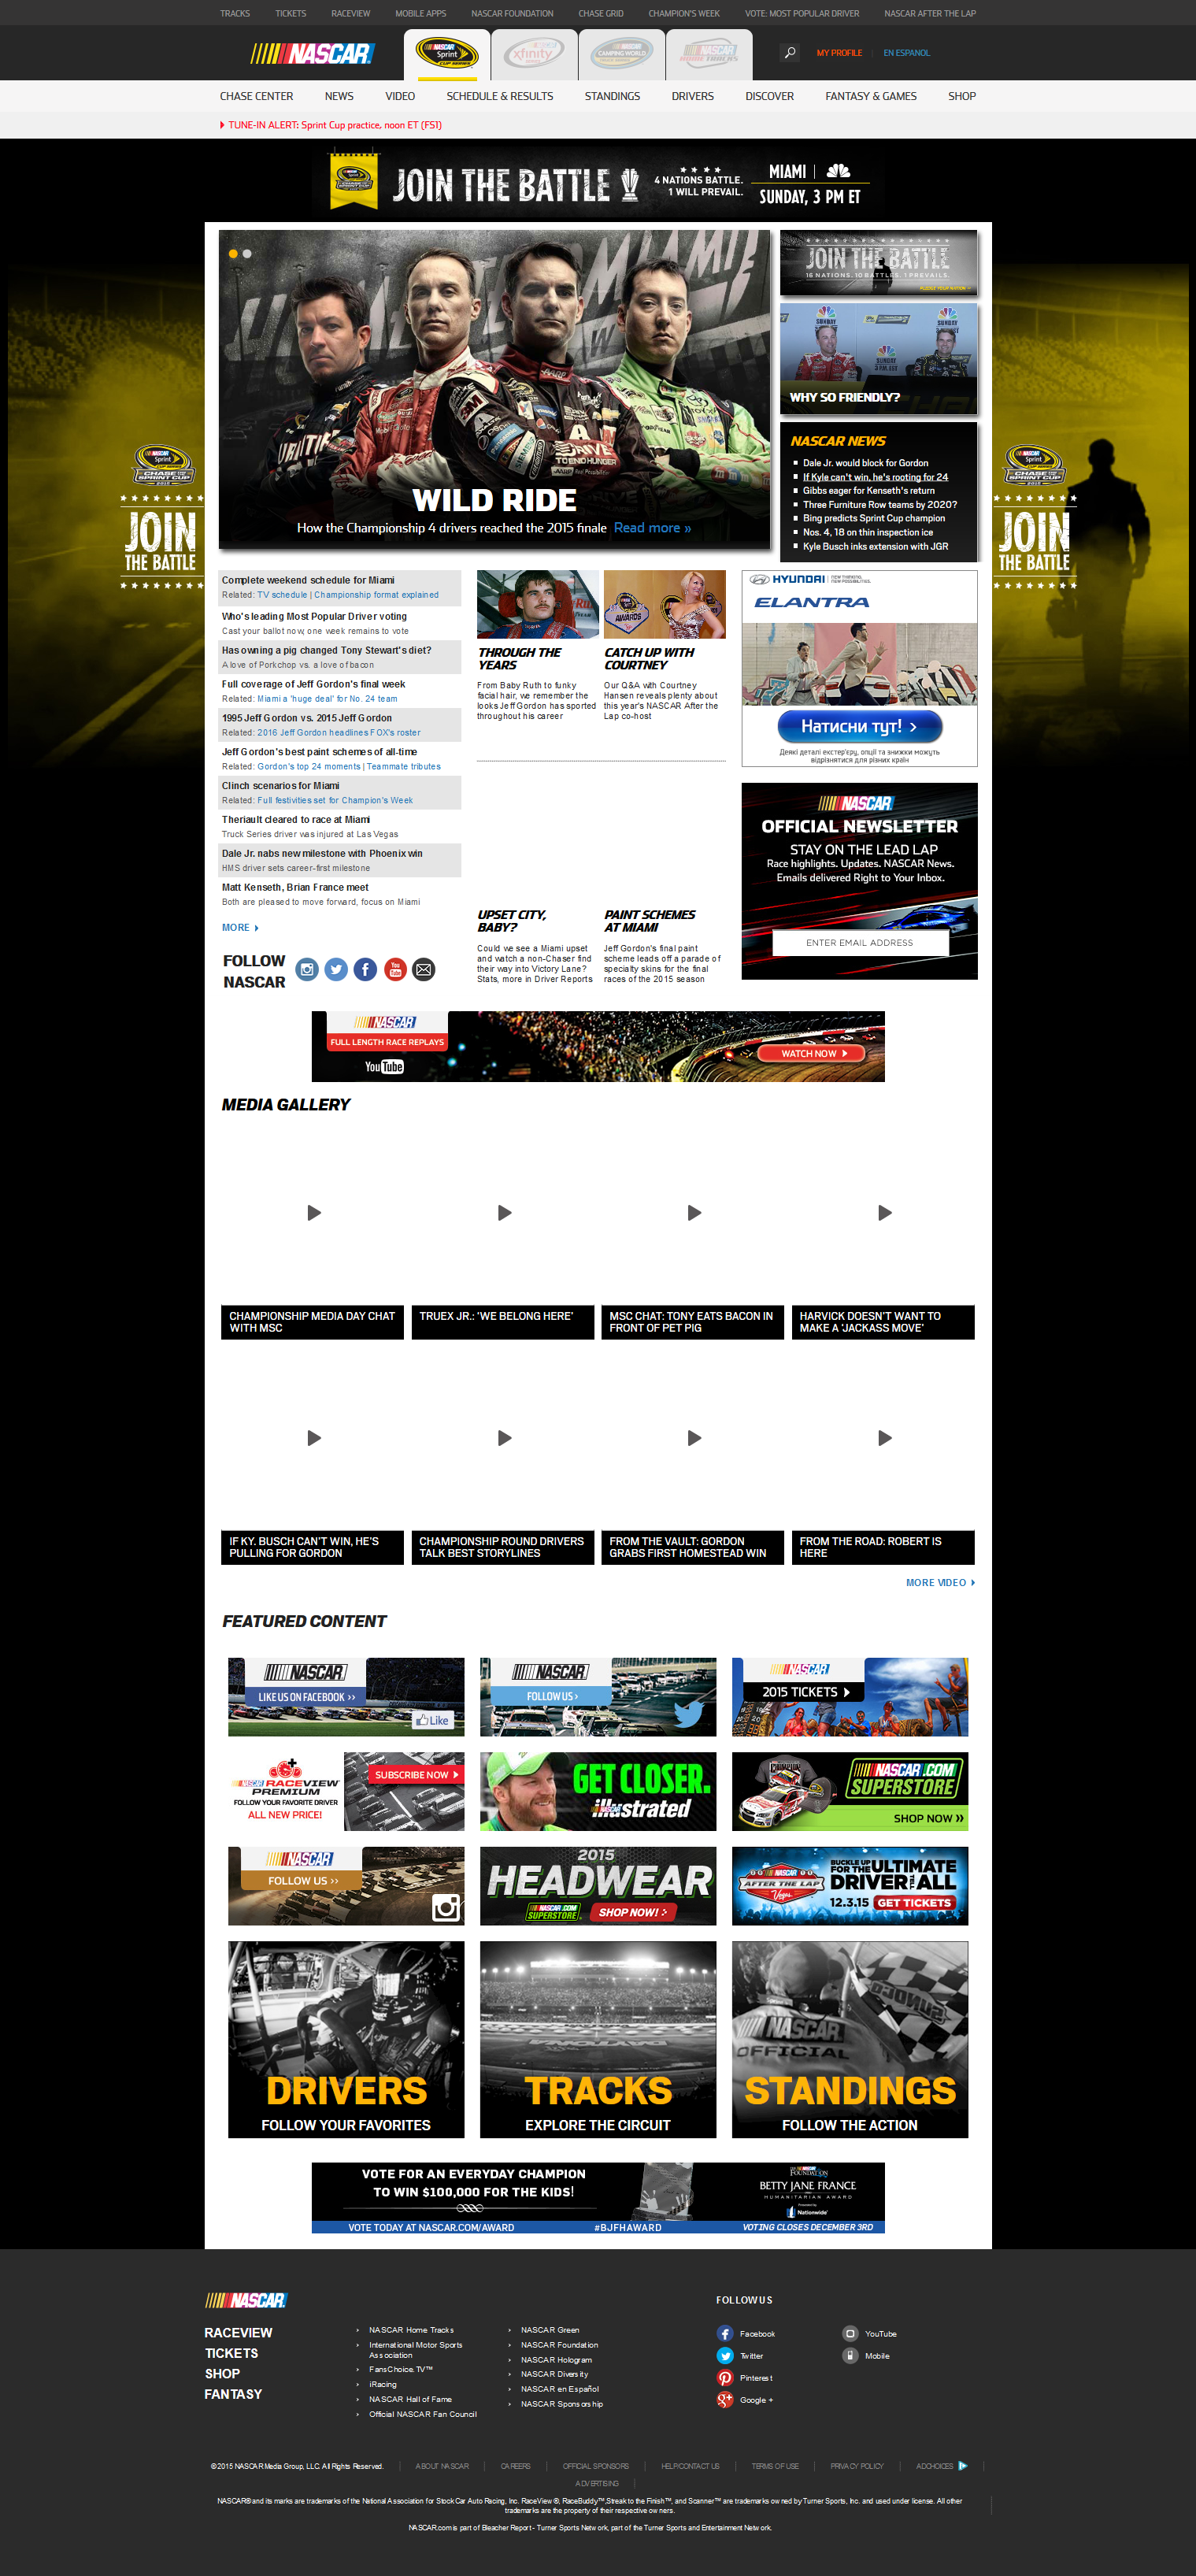 TRACKS TICKETS RACEVIEW MOBILE APPS NASCAR FOUNDATION CHASE GRID CHAMPION'S WEEK VOTE: MOST POPULAR DRIVER NASCAR AFTER THE LAP
NASCAR.
NASCAR Sprint CUP SERIES
xfinity
CAMPING WORLD
NASCAR HOME TRACKS
MY PROFILE EN ESPANOL
CHASE CENTER NEWS VIDEO SCHEDULE & RESULTS STANDINGS DRIVERS DISCOVER FANTASY & GAMES SHOP
TUNE-IN ALERT: Sprint Cup practice, noon ET (FS1)
JOIN THE BATTLE
4 NATIONS BATTLE.
1 WILL PREVAIL.
MIAMI
SUNDAY, 3 PM ET
WILD RIDE
How the Championship 4 drivers reached the 2015 finale Read more »
JOIN THE BATTLE
16 NATIONS. 10 BATTLES. 1 PREVAILS.
WHY SO FRIENDLY?
NASCAR NEWS
Dale Jr. would block for Gordon
If Kyle can't win, he's rooting for 24
Gibbs eager for Kenseth's return
Three Furniture Row teams by 2020?
Bing predicts Sprint Cup champion
Nos. 4, 18 on thin inspection ice
Kyle Busch inks extension with JGR
JOIN
THE BATTLE
JOIN
THE BATTLE
Complete weekend schedule for Miami
Related: TV schedule | Championship format explained
Who's leading Most Popular Driver voting
Cast your ballot now, one week remains to vote
Has owning a pig changed Tony Stewart's diet?
A love of Porkchop vs. a love of bacon
Full coverage of Jeff Gordon's final week
Related: Miami a 'huge deal' for No. 24 team
1995 Jeff Gordon vs. 2015 Jeff Gordon
Related: 2016 Jeff Gordon headlines FOX's roster
Jeff Gordon's best paint schemes of all-time
Related: Gordon's top 24 moments | Teammate tributes
Clinch scenarios for Miami
Related: Full festivities set for Champion's Week
Theriault cleared to race at Miami
Truck Series driver was injured at Las Vegas
Dale Jr. nabs new milestone with Phoenix win
HMS driver sets career-first milestone
Matt Kenseth, Brian France meet
Both are pleased to move forward, focus on Miami
MORE
FOLLOW
NASCAR
THROUGH THE
YEARS
From Baby Ruth to funky
facial hair, we remember the
looks Jeff Gordon has sported
throughout his career
CATCH UP WITH
COURTNEY
Our Q&A with Courtney
Hansen reveals plenty about
this year's NASCAR After the
Lap co-host
UPSET CITY,
BABY?
Could we see a Miami upset
and watch a non-Chaser find
their way into Victory Lane?
Stats, more in Driver Reports
PAINT SCHEMES
AT MIAMI
Jeff Gordon's final paint
scheme leads off a parade of
specialty skins for the final
races of the 2015 season
HYUNDAI NEW THINKING. NEW POSSIBILITIES.
ELANTRA
Натисни тут! >
Деякі деталі екстер'єру, опції та знижки можуть
відрізнятися для різних країн
NASCAR.
OFFICIAL NEWSLETTER
STAY ON THE LEAD LAP
Race highlights. Updates. NASCAR News.
Emails delivered Right to Your Inbox.
ENTER EMAIL ADDRESS
NASCAR
FULL LENGTH RACE REPLAYS
YouTube
WATCH NOW
MEDIA GALLERY
CHAMPIONSHIP MEDIA DAY CHAT
WITH MSC
TRUEX JR.: 'WE BELONG HERE'
MSC CHAT: TONY EATS BACON IN
FRONT OF PET PIG
HARVICK DOESN'T WANT TO
MAKE A 'JACKASS MOVE'
IF KY. BUSCH CAN'T WIN, HE'S
PULLING FOR GORDON
CHAMPIONSHIP ROUND DRIVERS
TALK BEST STORYLINES
FROM THE VAULT: GORDON
GRABS FIRST HOMESTEAD WIN
FROM THE ROAD: ROBERT IS
HERE
MORE VIDEO
FEATURED CONTENT
NASCAR
LIKE US ON FACEBOOK >>
Like
NASCAR
FOLLOW US >
NASCAR
2015 TICKETS
NASCAR RACEVIEW
PREMIUM
FOLLOW YOUR FAVORITE DRIVER
ALL NEW PRICE!
SUBSCRIBE NOW
GET CLOSER.
NASCAR illustrated
NASCAR.COM
SUPERSTORE
SHOP NOW »
NASCAR
FOLLOW US >>
2015
HEADWEAR
NASCAR.COM SUPERSTORE
SHOP NOW! >
BUCKLE UP FOR THE ULTIMATE
DRIVER TELL ALL
NASCAR AFTER THE LAP Vegas
12.3.15 GET TICKETS
DRIVERS
FOLLOW YOUR FAVORITES
TRACKS
EXPLORE THE CIRCUIT
NASCAR
OFFICIAL
STANDINGS
FOLLOW THE ACTION
VOTE FOR AN EVERYDAY CHAMPION
TO WIN $100,000 FOR THE KIDS!
NASCAR FOUNDATION
BETTY JANE FRANCE
HUMANITARIAN AWARD
Presented by
Nationwide
VOTE TODAY AT NASCAR.COM/AWARD #BJFHAWARD VOTING CLOSES DECEMBER 3RD
NASCAR
RACEVIEW
TICKETS
SHOP
FANTASY
NASCAR Home Tracks
International Motor Sports
Association
FansChoice.TV™
iRacing
NASCAR Hall of Fame
Official NASCAR Fan Council
NASCAR Green
NASCAR Foundation
NASCAR Hologram
NASCAR Diversity
NASCAR en Español
NASCAR Sponsorship
FOLLOW US
Facebook
Twitter
Pinterest
Google +
YouTube
Mobile
©2015 NASCAR Media Group, LLC. All Rights Reserved. ABOUT NASCAR CAREERS OFFICIAL SPONSORS HELP/CONTACT US TERMS OF USE PRIVACY POLICY ADCHOICES
ADVERTISING
NASCAR® and its marks are trademarks of the National Association for Stock Car Auto Racing, Inc. RaceView ®, RaceBuddy™,Streak to the Finish™, and Scanner™ are trademarks owned by Turner Sports, Inc. and used under license. All other
trademarks are the property of their respective owners.
NASCAR.com is part of Bleacher Report - Turner Sports Network, part of the Turner Sports and Entertainment Network.